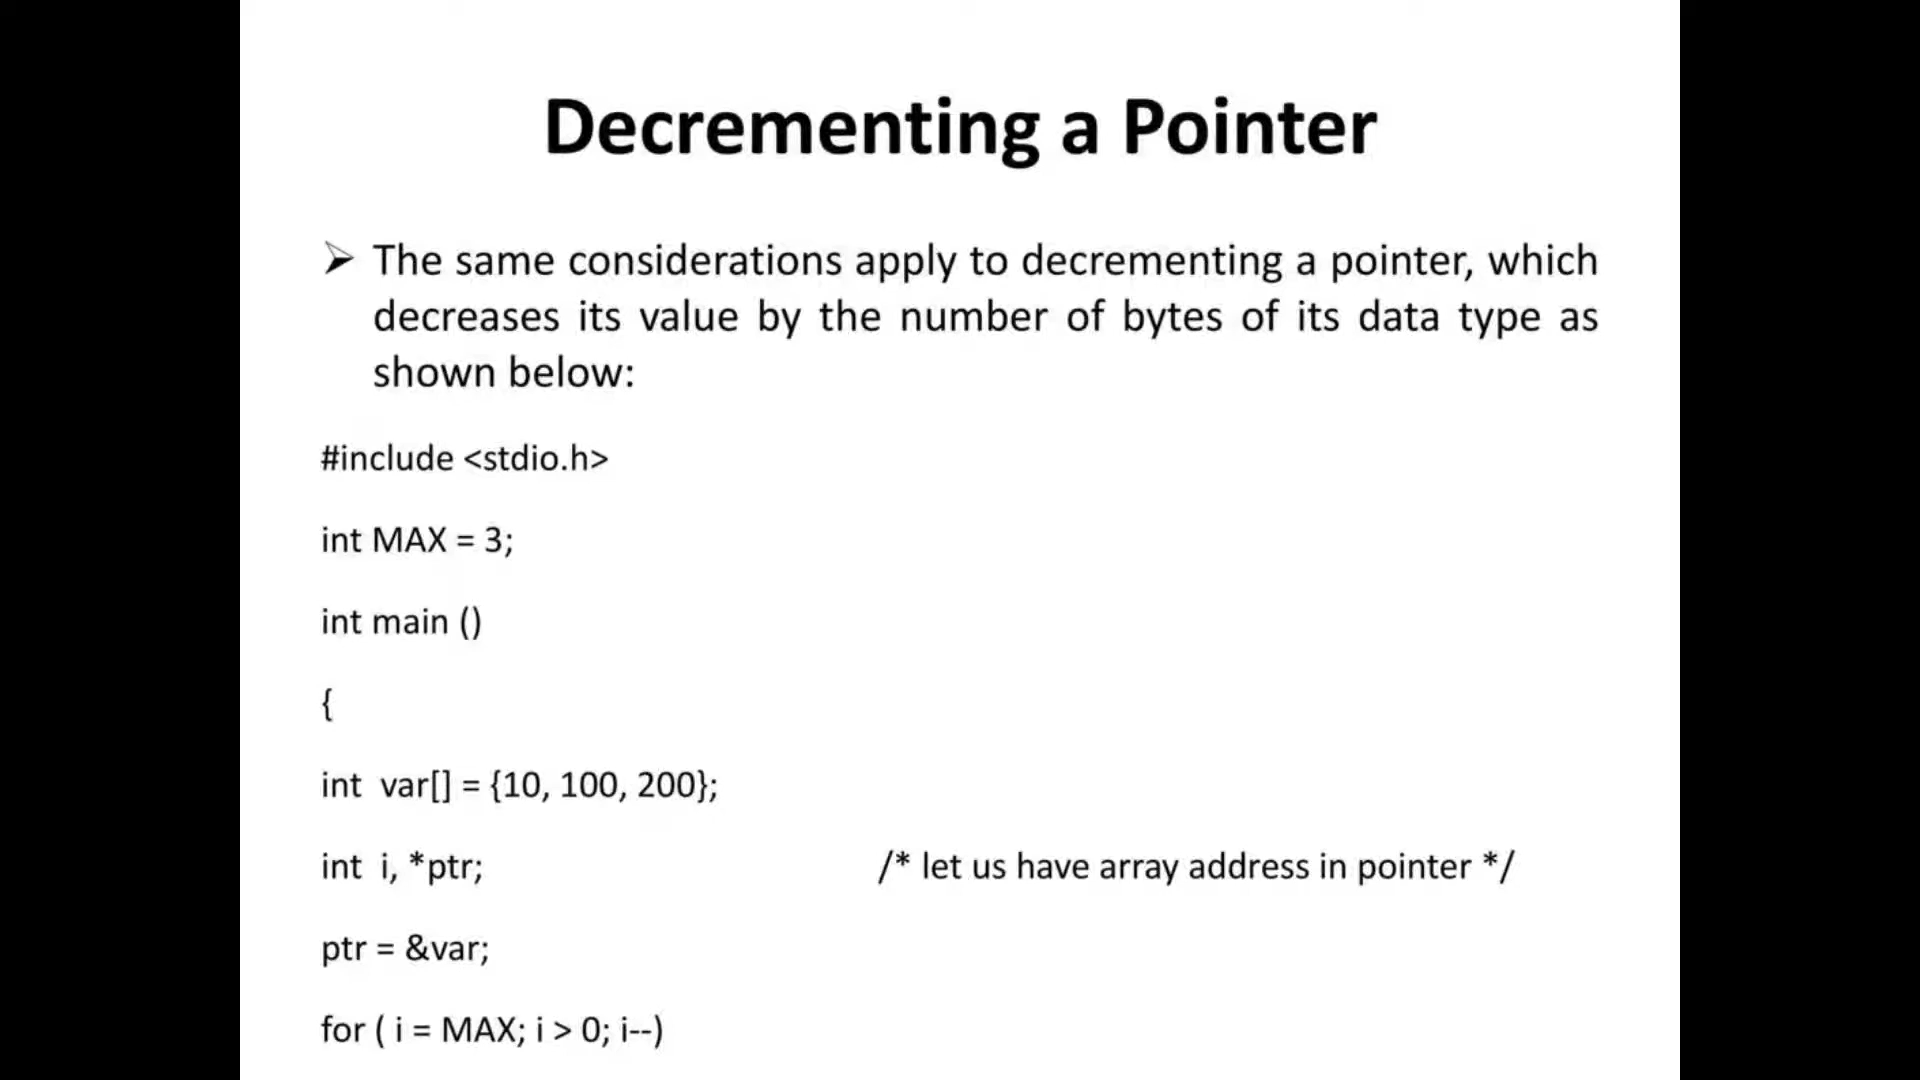 Decrementing a Pointer
➢ The same considerations apply to decrementing a pointer, which
decreases its value by the number of bytes of its data type as
shown below:
#include <stdio.h>
int MAX = 3;
int main ()
{
int  var[] = {10, 100, 200};
int  i, *ptr; /* let us have array address in pointer */
ptr = &var;
for ( i = MAX; i > 0; i--)